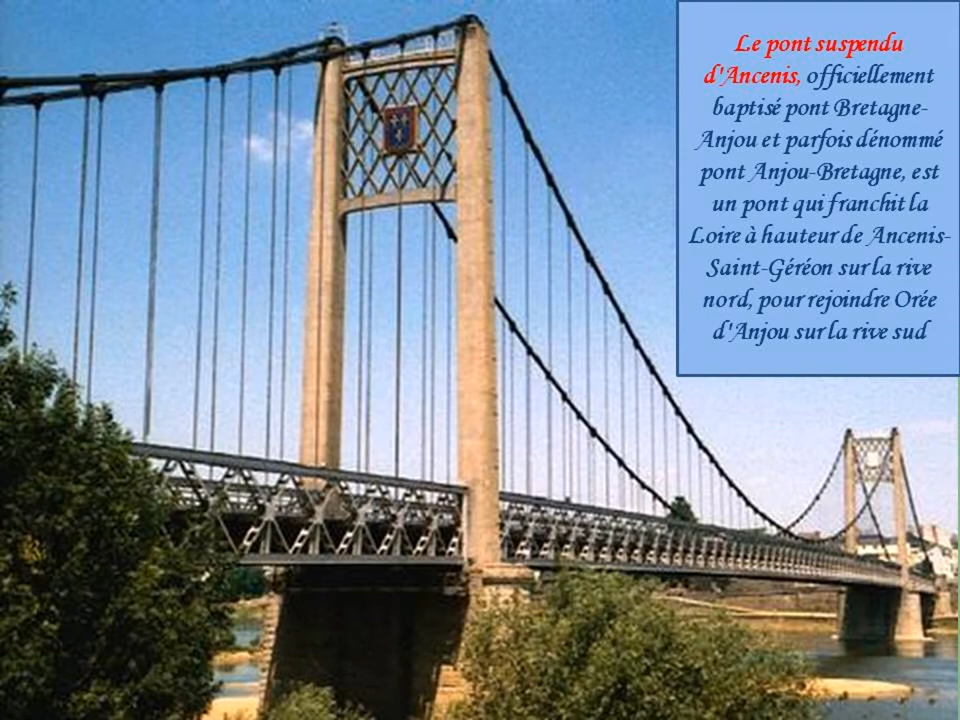 Le pont suspendu
d'Ancenis, officiellement
baptisé pont Bretagne-
Anjou et parfois dénommé
pont Anjou-Bretagne, est
un pont qui franchit la
Loire à hauteur de Ancenis-
Saint-Géréon sur la rive
nord, pour rejoindre Orée
d'Anjou sur la rive sud